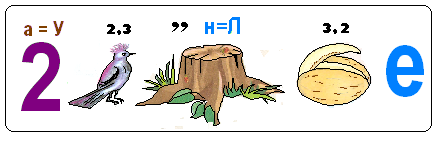 а = У 2,3 ,, н=Л 3,2
2 е